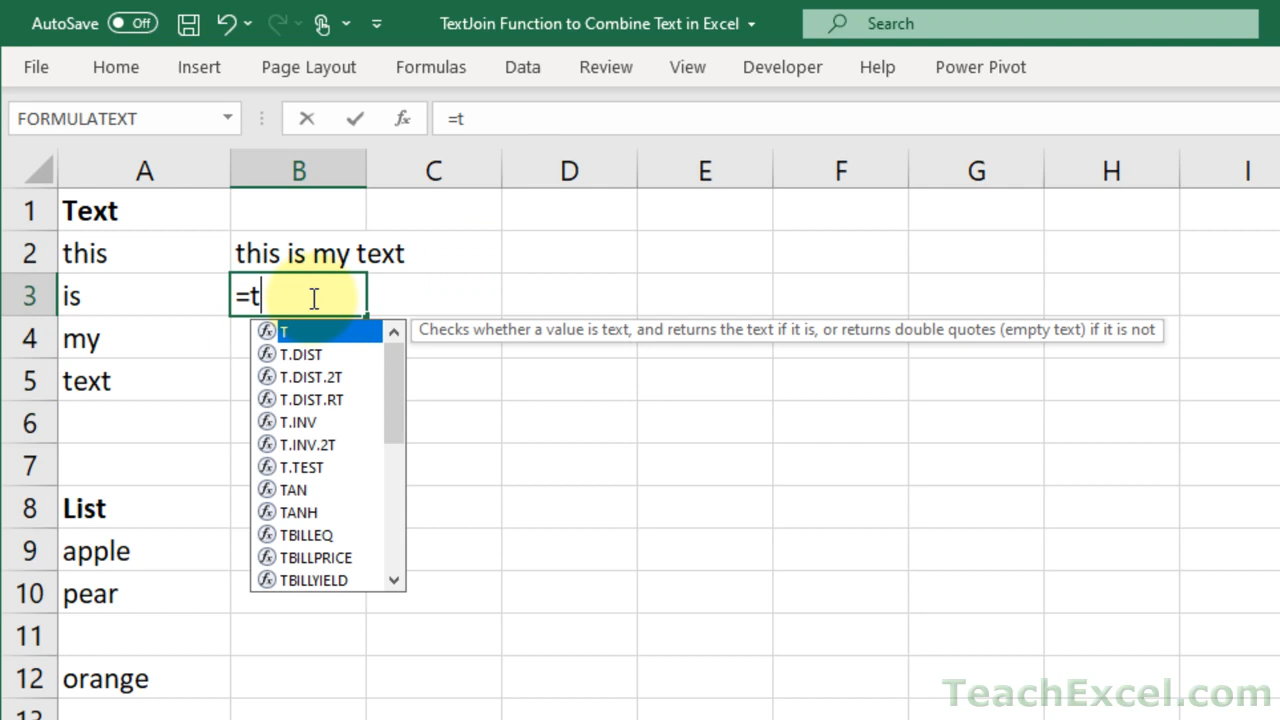 AutoSave Off TextJoin Function to Combine Text in Excel Search
File Home Insert Page Layout Formulas Data Review View Developer Help Power Pivot
FORMULATEXT fx =t
A B C D E F G H I
1 Text
2 this this is my text
3 is =t
T Checks whether a value is text, and returns the text if it is, or returns double quotes (empty text) if it is not
4 my
T.DIST
T.DIST.2T
5 text
T.DIST.RT
6
T.INV
T.INV.2T
7
T.TEST
TAN
8 List
TANH
TBILLEQ
9 apple
TBILLPRICE
TBILLYIELD
10 pear
11
12 orange
13
TeachExcel.com